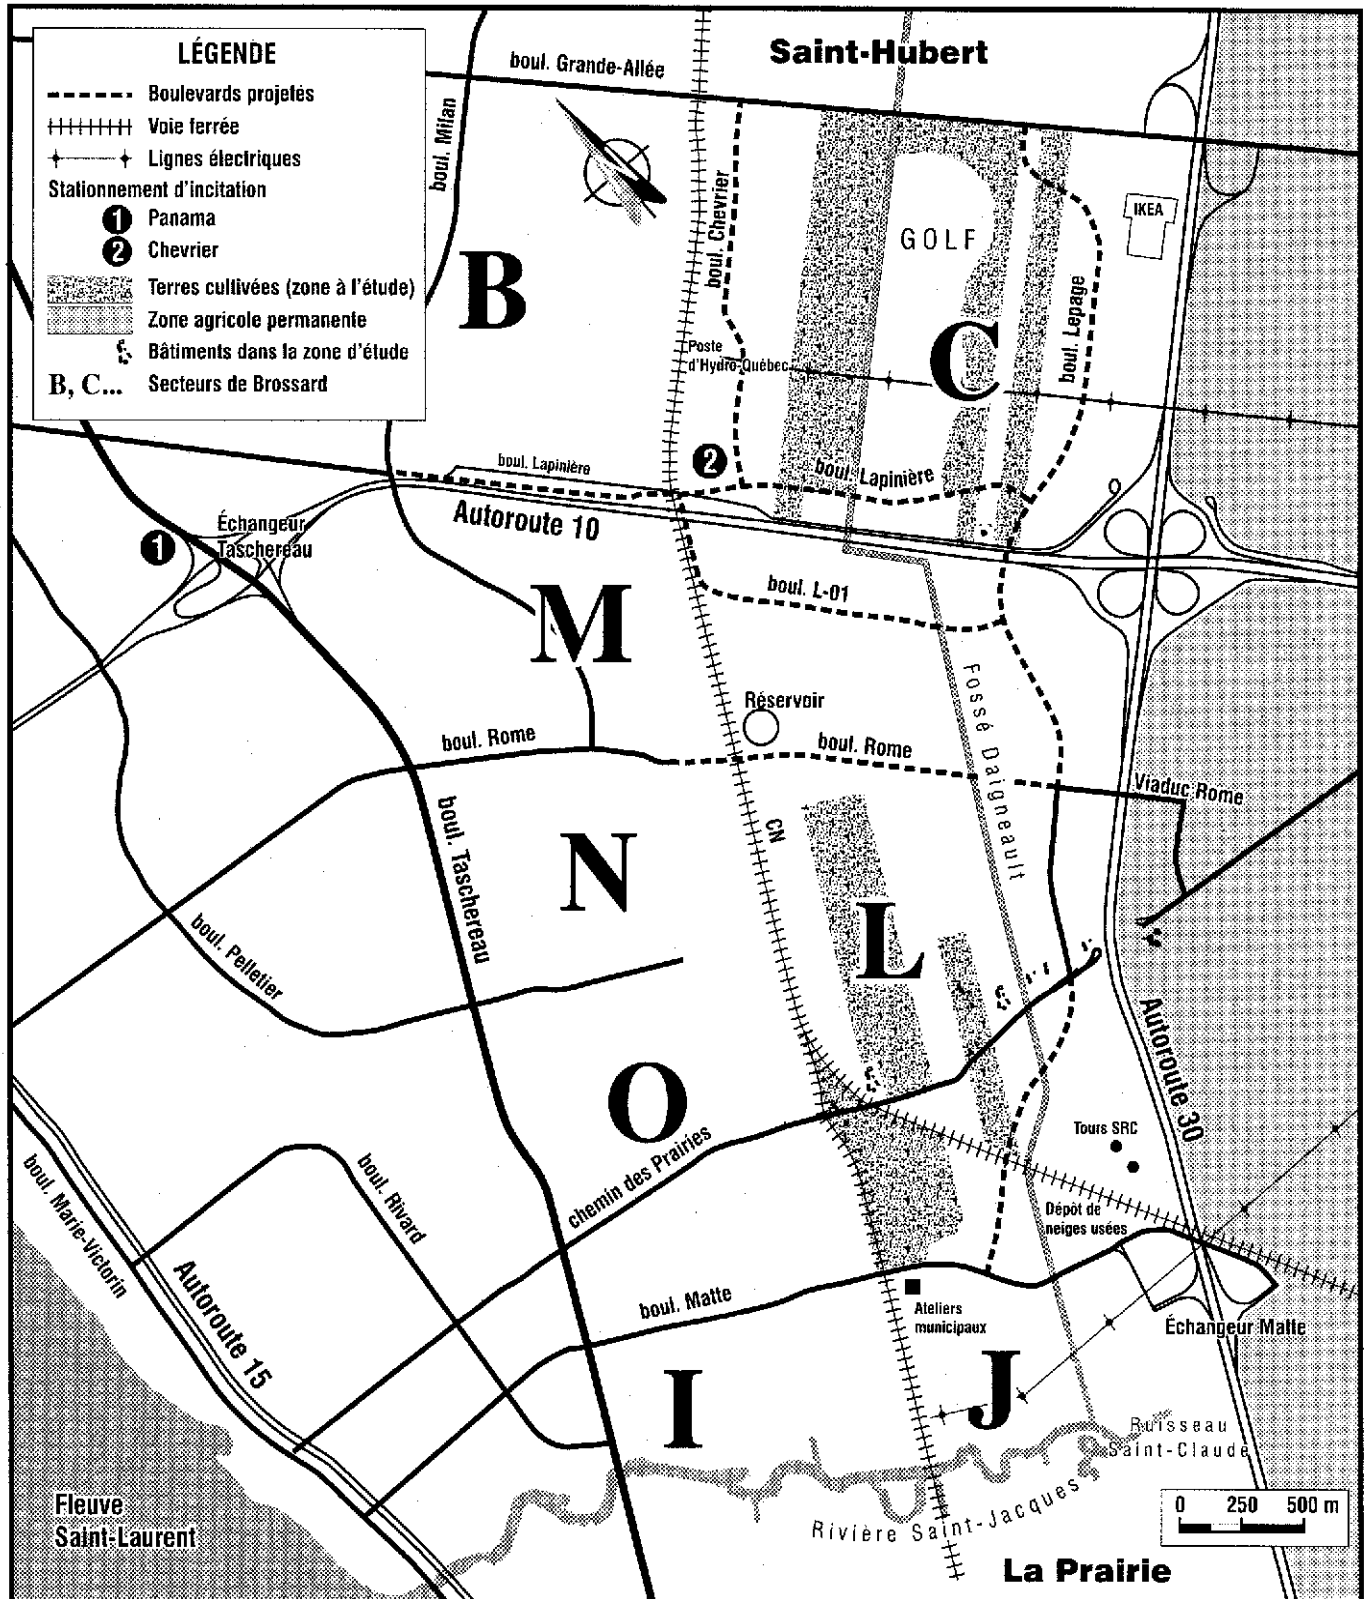 LÉGENDE
Boulevards projetés
Voie ferrée
Lignes électriques
Stationnement d'incitation
1 Panama
2 Chevrier
Terres cultivées (zone à l'étude)
Zone agricole permanente
Bâtiments dans la zone d'étude
B, C... Secteurs de Brossard
Saint-Hubert
boul. Grande-Allée
boul. Milan
boul. Chevrier
GOLF
IKEA
B
C
boul. Lepage
Poste
d'Hydro-Québec
2
boul. Lapinière
boul. Lapinière
Autoroute 10
Échangeur
Taschereau
1
boul. L-01
M
Réservoir
boul. Rome
boul. Rome
Fossé Daigneault
Viaduc Rome
CN
boul. Taschereau
N
L
boul. Pelletier
Autoroute 30
O
Tours SRC
chemin des Prairies
boul. Rivard
boul. Marie-Victorin
Autoroute 15
Dépôt de
neiges usées
boul. Matte
Ateliers
municipaux
Échangeur Matte
I
J
Ruisseau
Saint-Claude
Rivière Saint-Jacques
Fleuve
Saint-Laurent
0 250 500 m
La Prairie